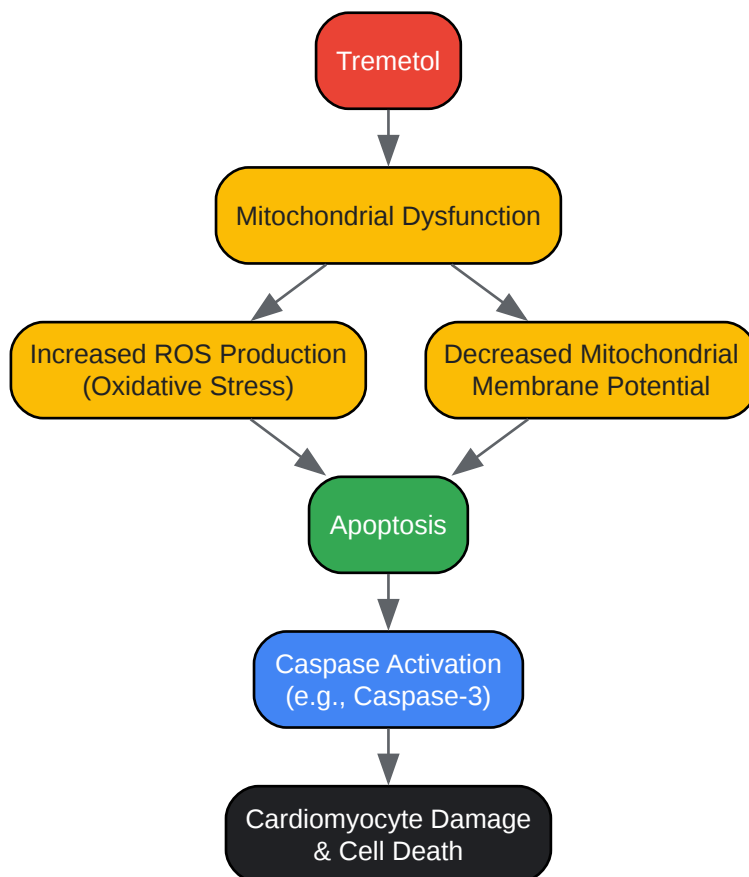 Tremetol
Mitochondrial Dysfunction
Increased ROS Production
(Oxidative Stress)
Decreased Mitochondrial
Membrane Potential
Apoptosis
Caspase Activation
(e.g., Caspase-3)
Cardiomyocyte Damage
& Cell Death